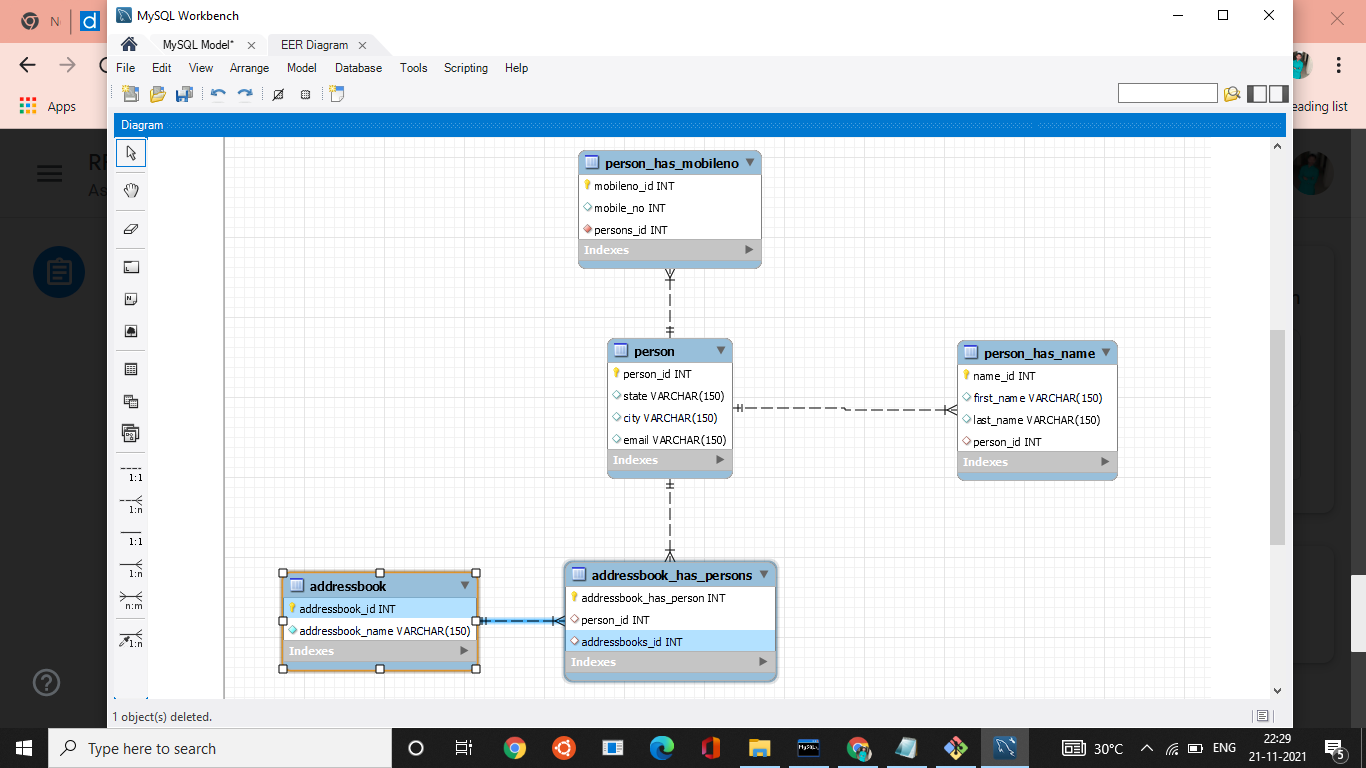 N
d
MySQL Workbench
MySQL Model*
EER Diagram
File Edit View Arrange Model Database Tools Scripting Help
Apps
eading list
Diagram
person_has_mobileno
mobileno_id INT
mobile_no INT
persons_id INT
Indexes
person
person_id INT
state VARCHAR(150)
city VARCHAR(150)
email VARCHAR(150)
Indexes
person_has_name
name_id INT
first_name VARCHAR(150)
last_name VARCHAR(150)
person_id INT
Indexes
addressbook
addressbook_id INT
addressbook_name VARCHAR(150)
Indexes
addressbook_has_persons
addressbook_has_person INT
person_id INT
addressbooks_id INT
Indexes
1:1
1:n
1:1
1:n
n:m
1:n
1 object(s) deleted.
Type here to search
MySQL
30°C
ENG
22:29
21-11-2021
5